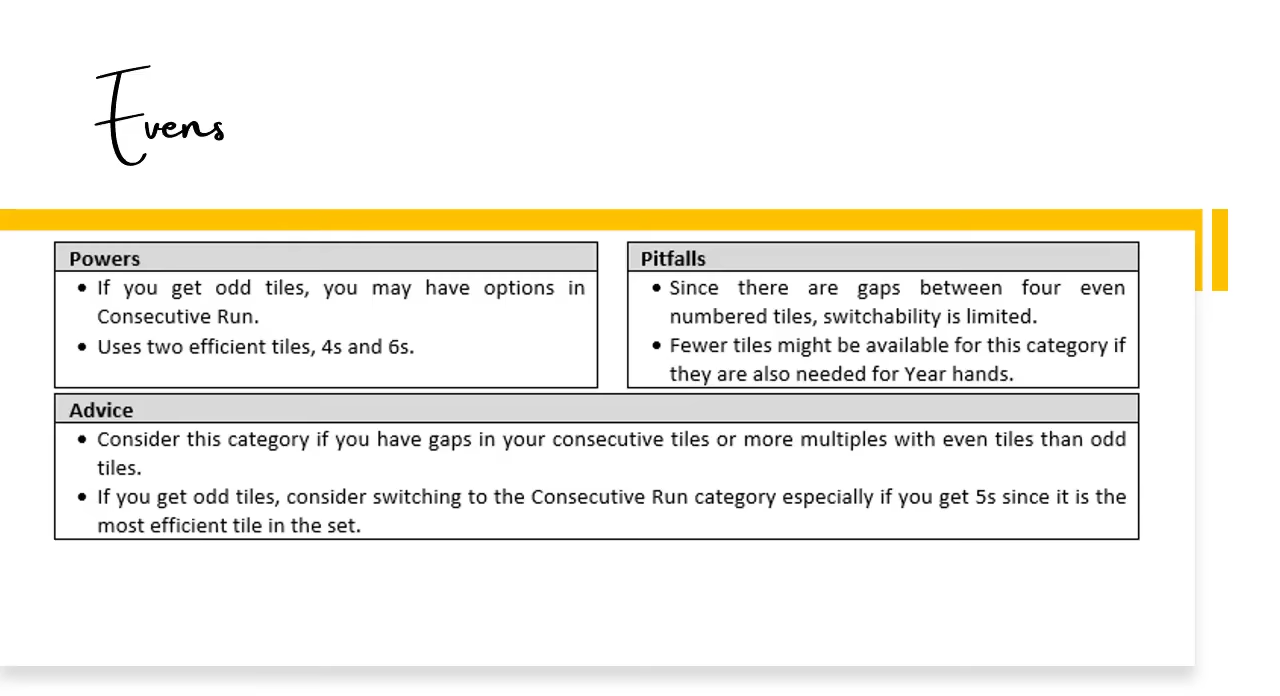 Evens
Powers
• If you get odd tiles, you may have options in
Consecutive Run.
• Uses two efficient tiles, 4s and 6s.
Pitfalls
• Since there are gaps between four even
numbered tiles, switchability is limited.
• Fewer tiles might be available for this category if
they are also needed for Year hands.
Advice
• Consider this category if you have gaps in your consecutive tiles or more multiples with even tiles than odd
tiles.
• If you get odd tiles, consider switching to the Consecutive Run category especially if you get 5s since it is the
most efficient tile in the set.